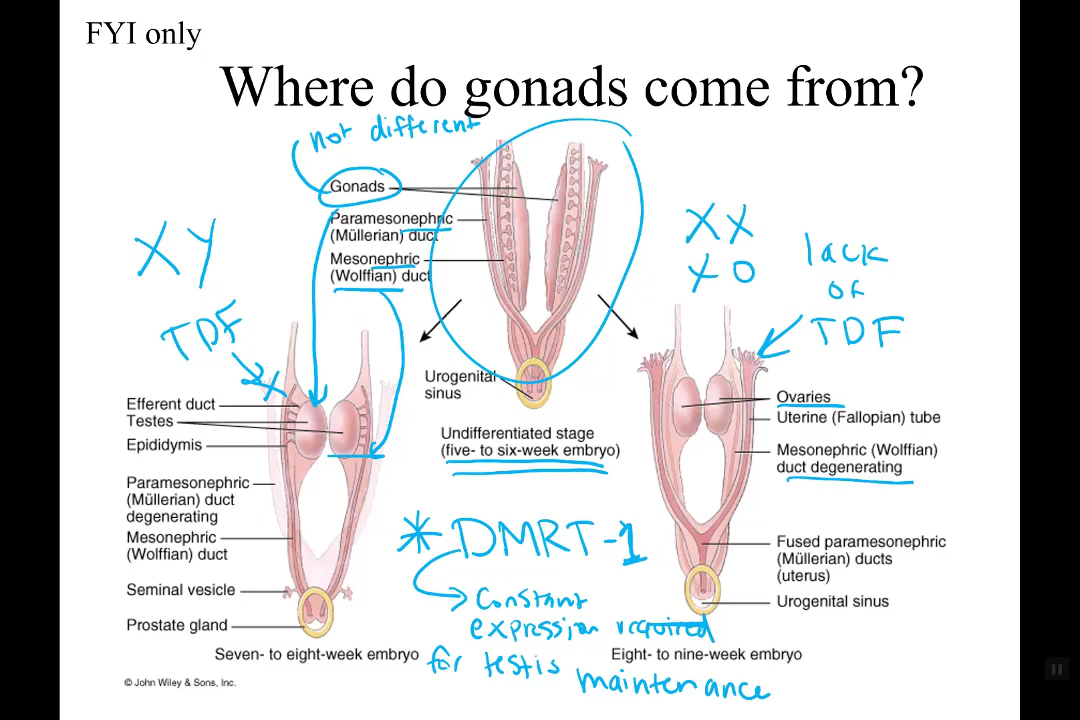 FYI only
Where do gonads come from?
not different
Gonads
Paramesonephric
(Müllerian) duct
Mesonephric
(Wolffian) duct
XY
TDF
XX
XO
lack
of
TDF
Urogenital
sinus
Undifferentiated stage
(five- to six-week embryo)
Efferent duct
Testes
Epididymis
Paramesonephric
(Müllerian) duct
degenerating
Mesonephric
(Wolffian) duct
Seminal vesicle
Prostate gland
Seven- to eight-week embryo
Ovaries
Uterine (Fallopian) tube
Mesonephric (Wolffian)
duct degenerating
Fused paramesonephric
(Müllerian) ducts
(uterus)
Urogenital sinus
Eight- to nine-week embryo
* DMRT-1
Constant
expression required
for testis
maintenance
© John Wiley & Sons, Inc.